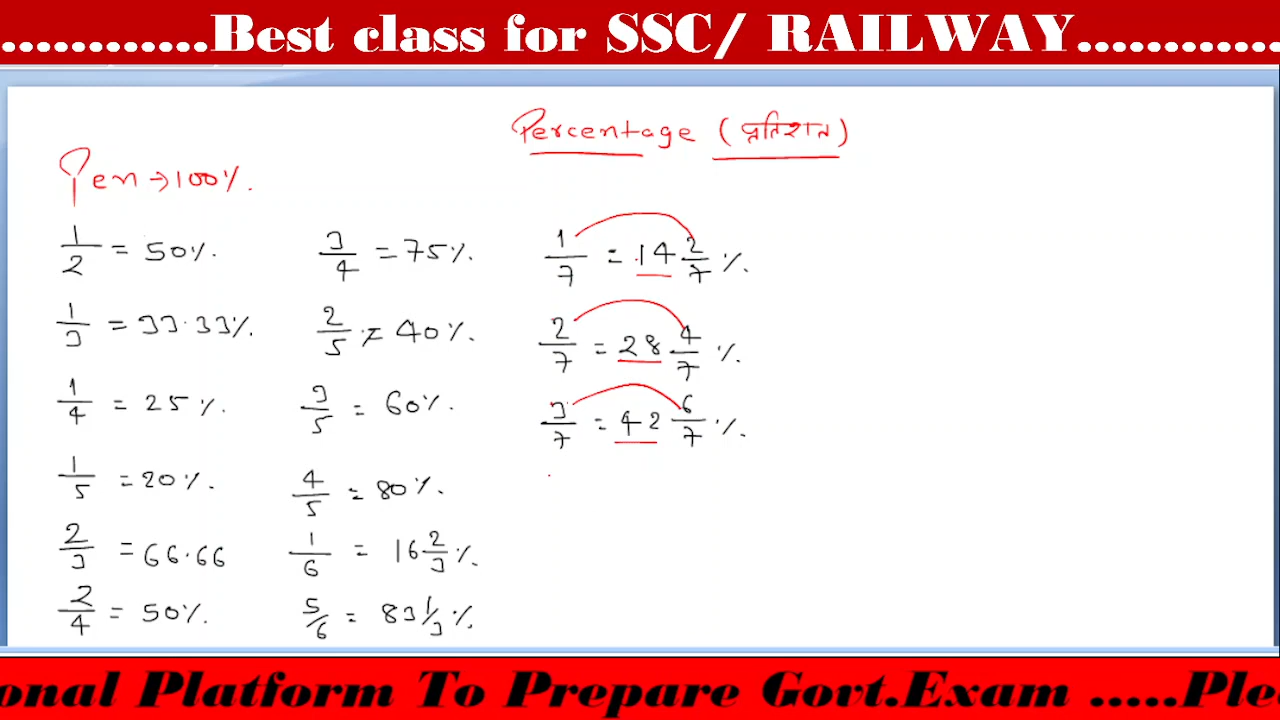 ............Best class for SSC/ RAILWAY............
Percentage (प्रतिशत)
Pen → 100%.
1/2 = 50%.
1/3 = 33.33%.
1/4 = 25%.
1/5 = 20%.
2/3 = 66.66
2/4 = 50%.
3/4 = 75%.
2/5 = 40%.
3/5 = 60%.
4/5 = 80%.
1/6 = 16 2/3%.
5/6 = 83 1/3%.
1/7 = 14 2/7%.
2/7 = 28 4/7%.
3/7 = 42 6/7%.
onal Platform To Prepare Govt.Exam .....Ple